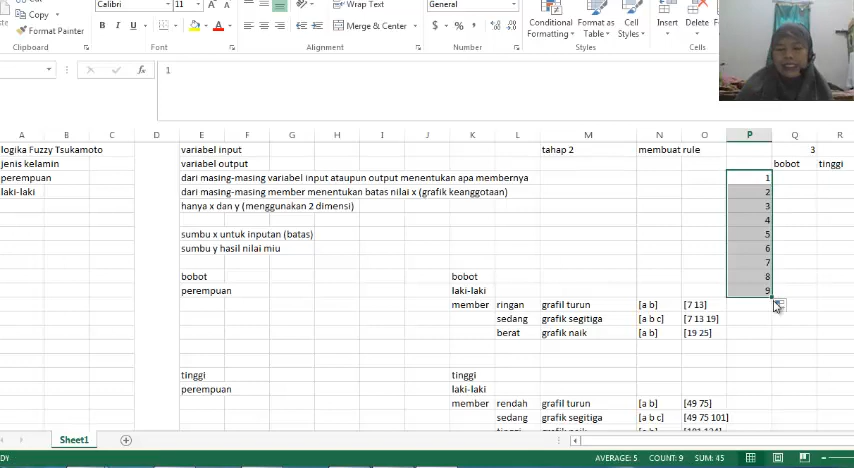 Copy
Format Painter
Clipboard
Calibri 11
B I U
Font
Wrap Text
Merge & Center
Alignment
General
$ % ,
Number
Conditional Formatting
Format as Table
Cell Styles
Styles
Insert
Delete
Cells
fx 1
A B C D E F G H I J K L M N O P Q R
logika Fuzzy Tsukamoto variabel input tahap 2 membuat rule 3
jenis kelamin variabel output bobot tinggi
perempuan dari masing-masing variabel input ataupun output menentukan apa membernya 1
laki-laki dari masing-masing member menentukan batas nilai x (grafik keanggotaan) 2
hanya x dan y (menggunakan 2 dimensi) 3
4
sumbu x untuk inputan (batas) 5
sumbu y hasil nilai miu 6
7
bobot bobot 8
perempuan laki-laki 9
member ringan grafil turun [a b] [7 13]
sedang grafik segitiga [a b c] [7 13 19]
berat grafik naik [a b] [19 25]
tinggi tinggi
perempuan laki-laki
member rendah grafil turun [a b] [49 75]
sedang grafik segitiga [a b c] [49 75 101]
Sheet1
DY AVERAGE: 5 COUNT: 9 SUM: 45